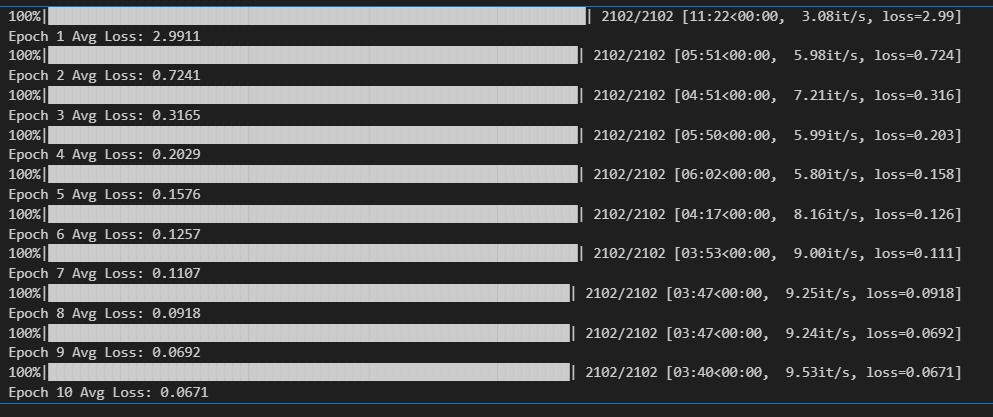 100%|██████████| 2102/2102 [11:22<00:00,  3.08it/s, loss=2.99]
Epoch 1 Avg Loss: 2.9911
100%|██████████| 2102/2102 [05:51<00:00,  5.98it/s, loss=0.724]
Epoch 2 Avg Loss: 0.7241
100%|██████████| 2102/2102 [04:51<00:00,  7.21it/s, loss=0.316]
Epoch 3 Avg Loss: 0.3165
100%|██████████| 2102/2102 [05:50<00:00,  5.99it/s, loss=0.203]
Epoch 4 Avg Loss: 0.2029
100%|██████████| 2102/2102 [06:02<00:00,  5.80it/s, loss=0.158]
Epoch 5 Avg Loss: 0.1576
100%|██████████| 2102/2102 [04:17<00:00,  8.16it/s, loss=0.126]
Epoch 6 Avg Loss: 0.1257
100%|██████████| 2102/2102 [03:53<00:00,  9.00it/s, loss=0.111]
Epoch 7 Avg Loss: 0.1107
100%|██████████| 2102/2102 [03:47<00:00,  9.25it/s, loss=0.0918]
Epoch 8 Avg Loss: 0.0918
100%|██████████| 2102/2102 [03:47<00:00,  9.24it/s, loss=0.0692]
Epoch 9 Avg Loss: 0.0692
100%|██████████| 2102/2102 [03:40<00:00,  9.53it/s, loss=0.0671]
Epoch 10 Avg Loss: 0.0671